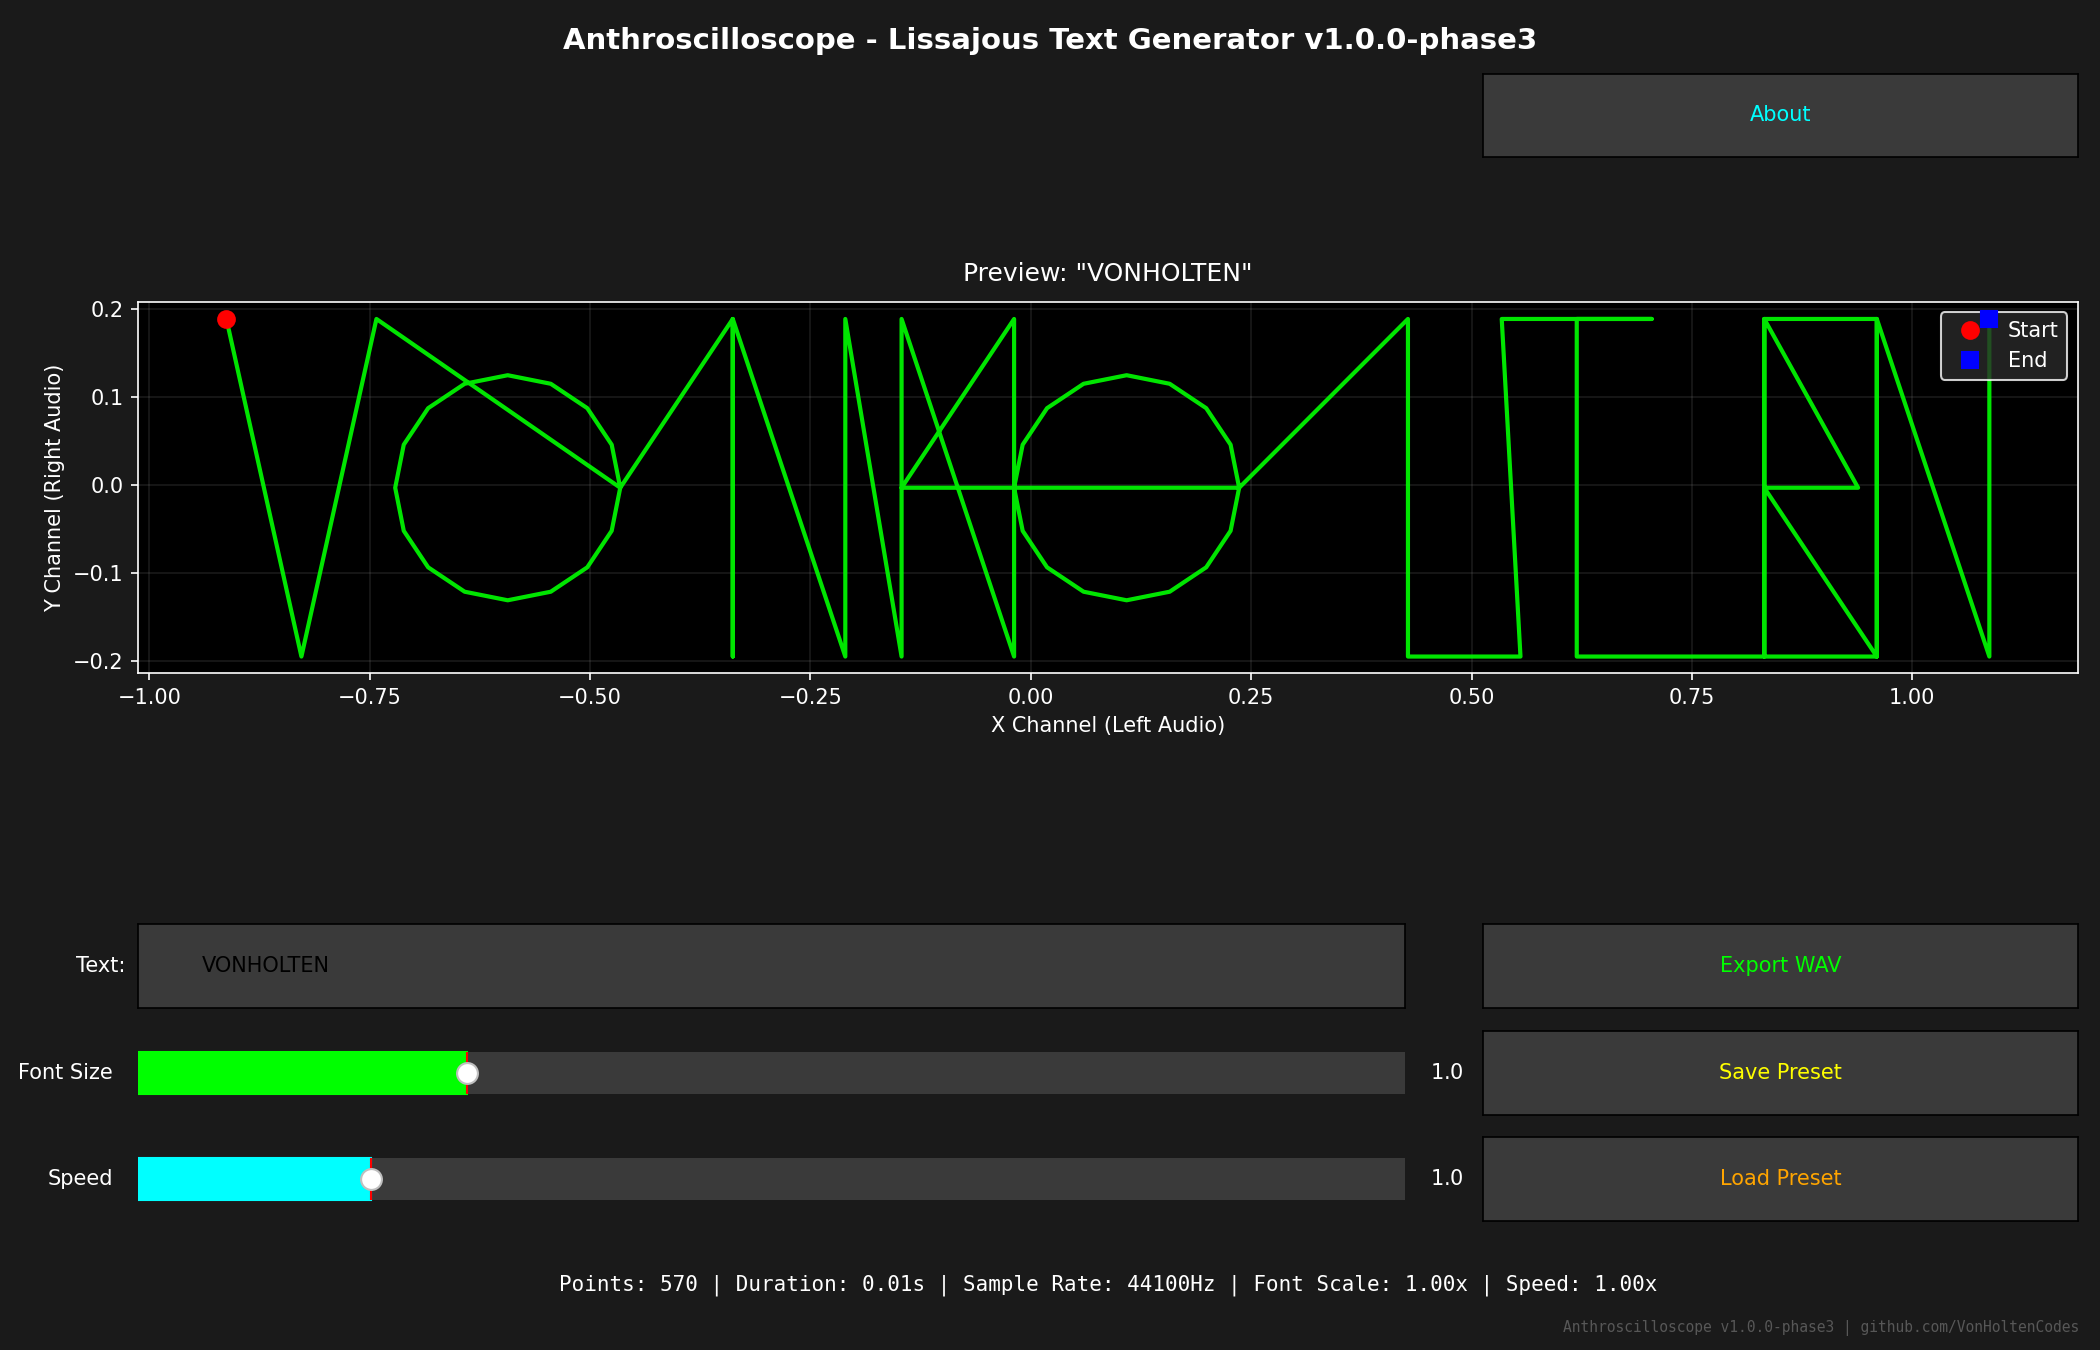 Anthroscilloscope - Lissajous Text Generator v1.0.0-phase3
About
Preview: "VONHOLTEN"
0.2
0.1
0.0
−0.1
−0.2
Y Channel (Right Audio)
VONHOLTEN
Start
End
−1.00 −0.75 −0.50 −0.25 0.00 0.25 0.50 0.75 1.00
X Channel (Left Audio)
Text: VONHOLTEN
Export WAV
Font Size 1.0
Save Preset
Speed 1.0
Load Preset
Points: 570 | Duration: 0.01s | Sample Rate: 44100Hz | Font Scale: 1.00x | Speed: 1.00x
Anthroscilloscope v1.0.0-phase3 | github.com/VonHoltenCodes